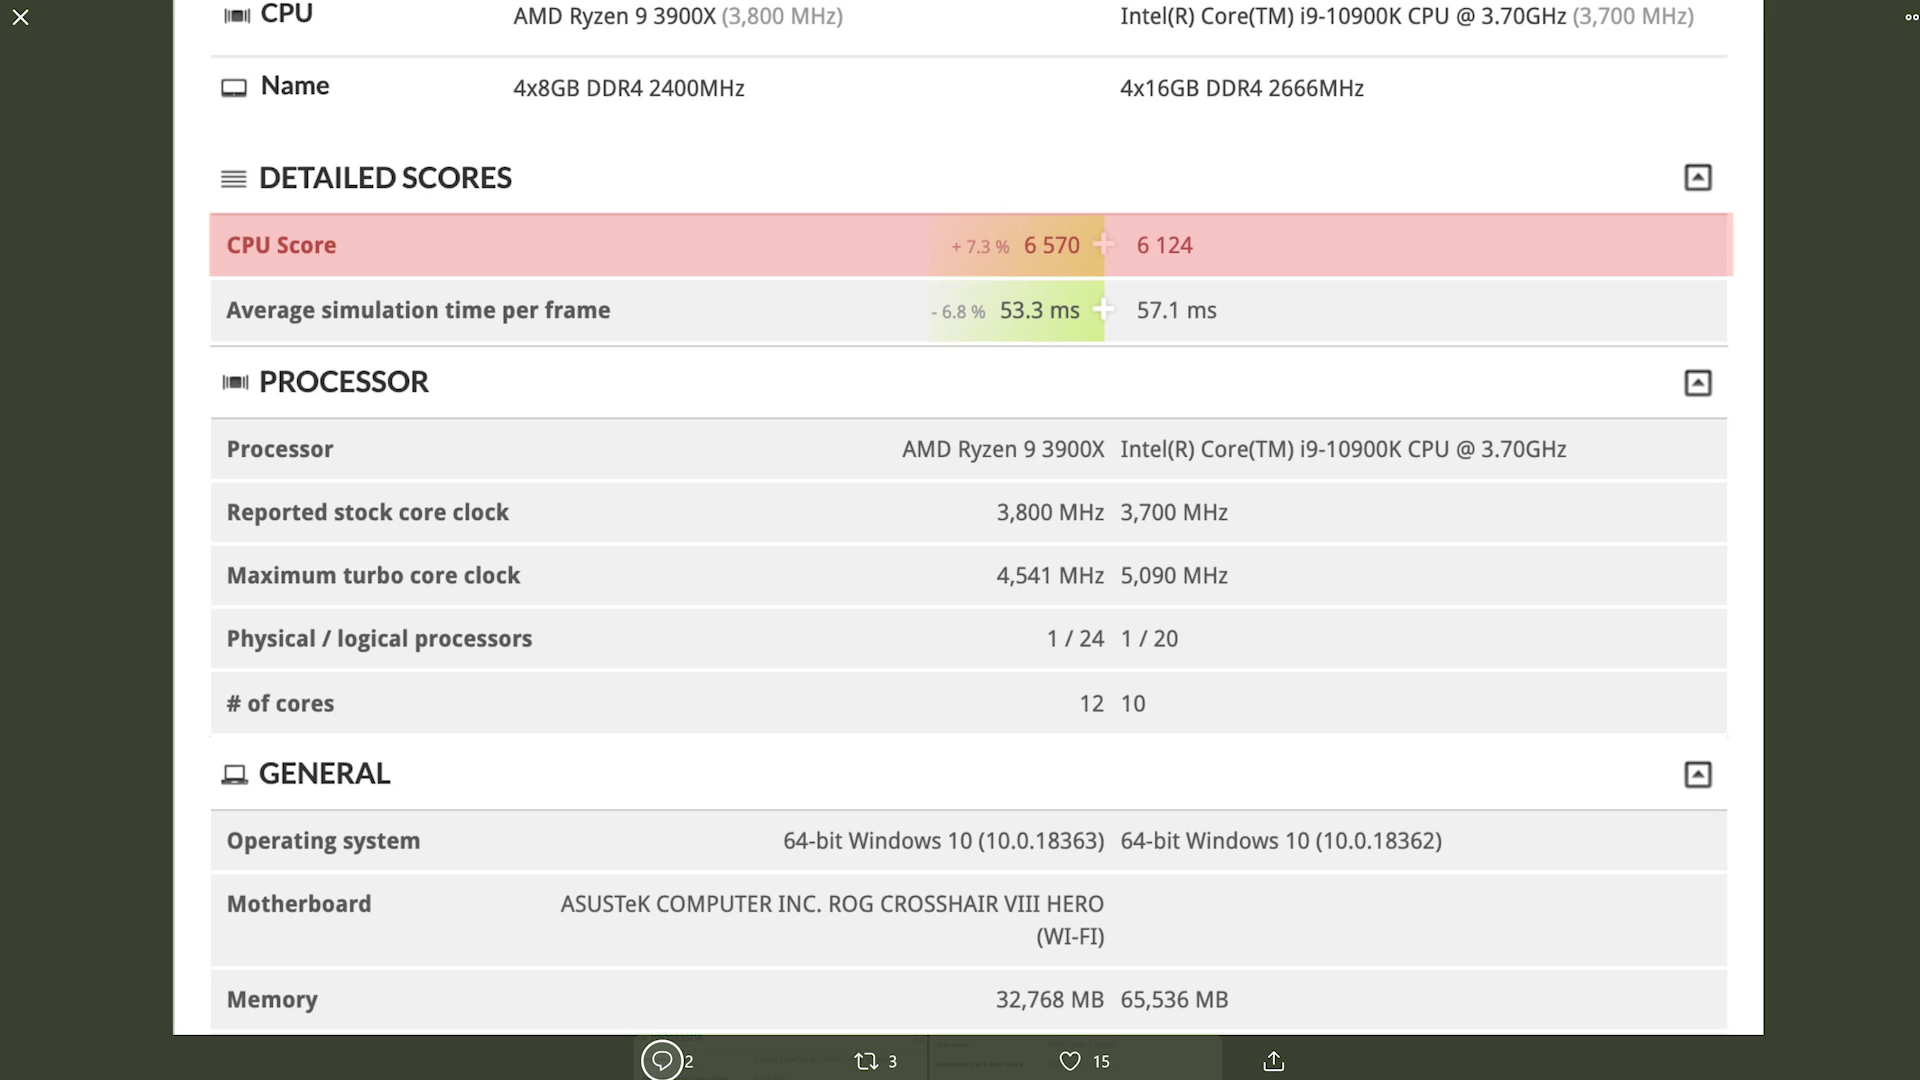 CPU AMD Ryzen 9 3900X (3,800 MHz) Intel(R) Core(TM) i9-10900K CPU @ 3.70GHz (3,700 MHz)
Name 4x8GB DDR4 2400MHz 4x16GB DDR4 2666MHz
DETAILED SCORES
CPU Score + 7.3 % 6 570 6 124
Average simulation time per frame - 6.8 % 53.3 ms 57.1 ms
PROCESSOR
Processor AMD Ryzen 9 3900X Intel(R) Core(TM) i9-10900K CPU @ 3.70GHz
Reported stock core clock 3,800 MHz 3,700 MHz
Maximum turbo core clock 4,541 MHz 5,090 MHz
Physical / logical processors 1 / 24 1 / 20
# of cores 12 10
GENERAL
Operating system 64-bit Windows 10 (10.0.18363) 64-bit Windows 10 (10.0.18362)
Motherboard ASUSTeK COMPUTER INC. ROG CROSSHAIR VIII HERO
(WI-FI)
Memory 32,768 MB 65,536 MB
2 3 15